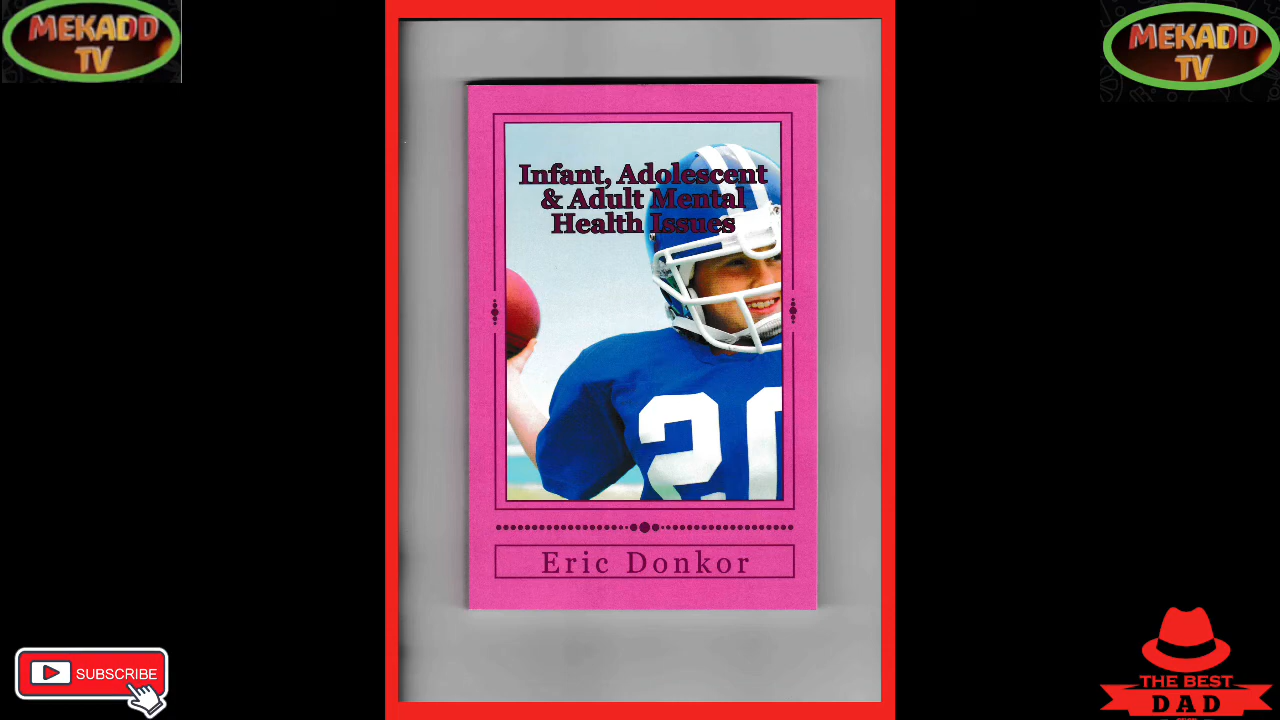 MEKADD
TV
MEKADD
TV
Infant, Adolescent
& Adult Mental
Health Issues
20
Eric Donkor
SUBSCRIBE
THE BEST
DAD